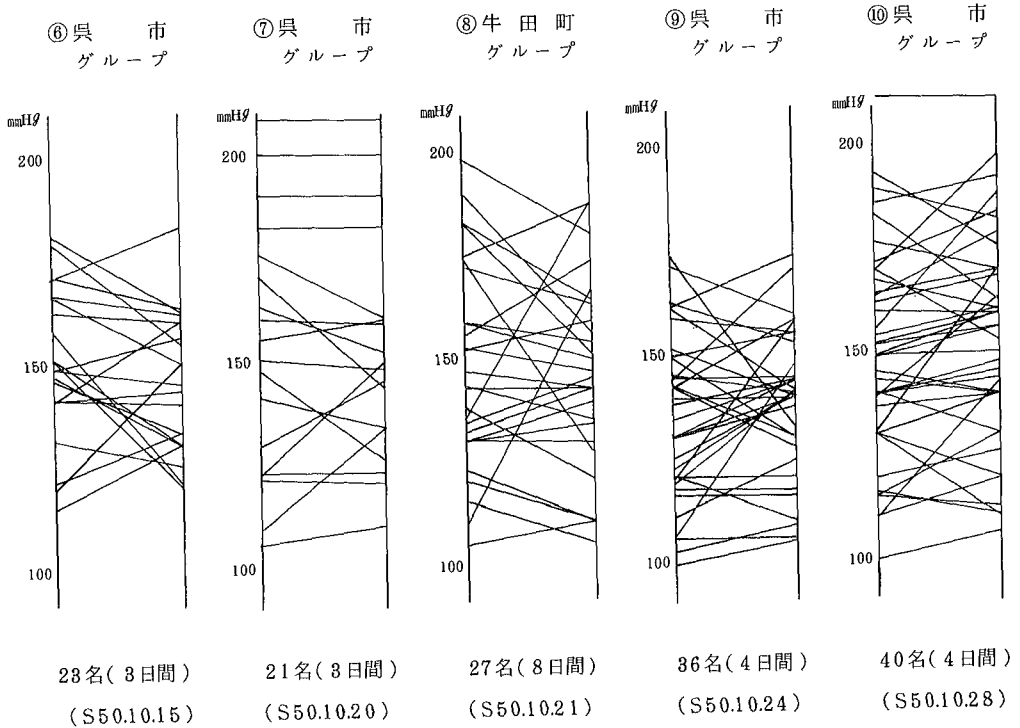 ⑥呉 市
グループ
mmHg
200
150
100
23名(3日間)
(S50.10.15)
⑦呉 市
グループ
mmHg
200
150
100
21名(3日間)
(S50.10.20)
⑧牛田町
グループ
mmHg
200
150
100
27名(8日間)
(S50.10.21)
⑨呉 市
グループ
mmHg
200
150
100
36名(4日間)
(S50.10.24)
⑩呉 市
グループ
mmHg
200
150
100
40名(4日間)
(S50.10.28)